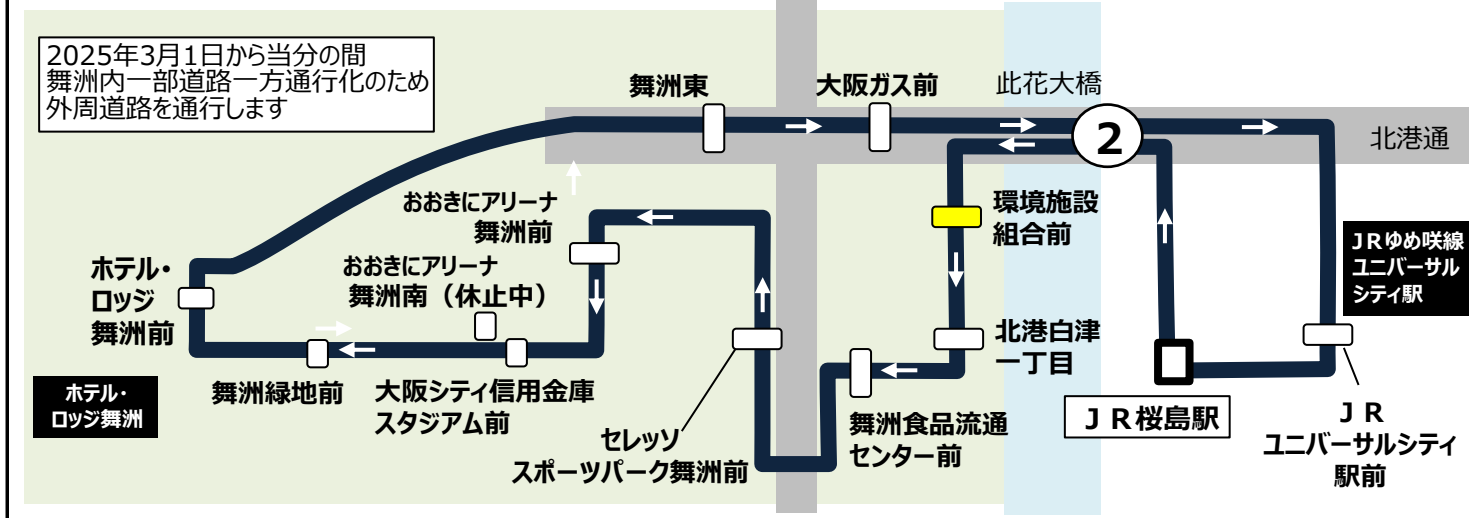 2025年3月1日から当分の間
舞洲内一部道路一方通行化のため
外周道路を通行します
舞洲東
大阪ガス前
此花大橋
2
北港通
おおきにアリーナ
舞洲前
環境施設
組合前
JRゆめ咲線
ユニバーサル
シティ駅
ホテル・
ロッジ
舞洲前
おおきにアリーナ
舞洲南（休止中）
北港白津
一丁目
ホテル・
ロッジ舞洲
舞洲緑地前
大阪シティ信用金庫
スタジアム前
セレッソ
スポーツパーク舞洲前
舞洲食品流通
センター前
ＪＲ桜島駅
ＪＲ
ユニバーサルシティ
駅前